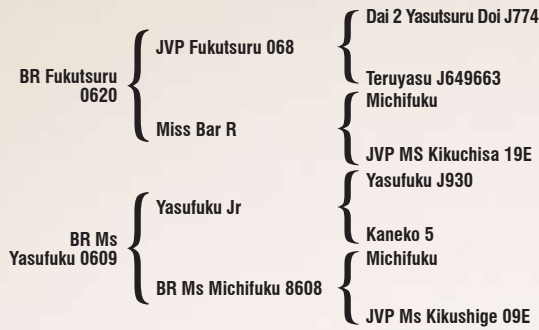 Dai 2 Yasutsuru Doi J774
JVP Fukutsuru 068
BR Fukutsuru
0620
Teruyasu J649663
Michifuku
Miss Bar R
JVP MS Kikuchisa 19E
Yasufuku J930
Yasufuku Jr
BR Ms
Yasufuku 0609
Kaneko 5
Michifuku
BR Ms Michifuku 8608
JVP Ms Kikushige 09E